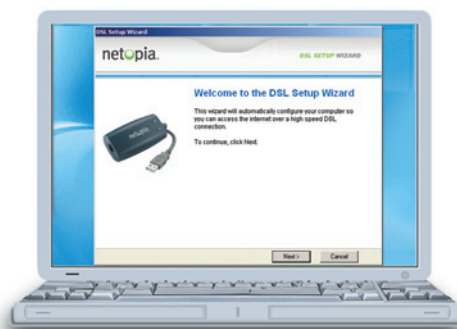 DSL Setup Wizard
netopia.
DSL SETUP WIZARD
Welcome to the DSL Setup Wizard
This wizard will automatically configure your computer so
you can access the internet over a high speed DSL
connection.
To continue, click Next.
netopia
Next >
Cancel